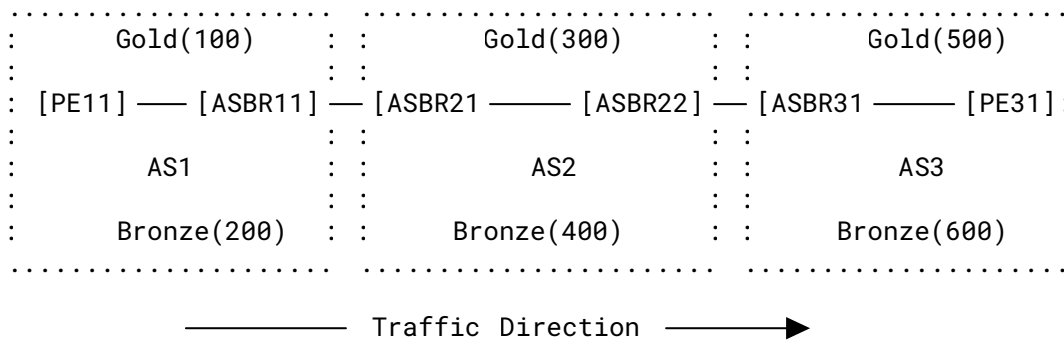 Gold(100) Gold(300) Gold(500)
[PE11] [ASBR11] [ASBR21 [ASBR22] [ASBR31 [PE31]
AS1 AS2 AS3
Bronze(200) Bronze(400) Bronze(600)
Traffic Direction